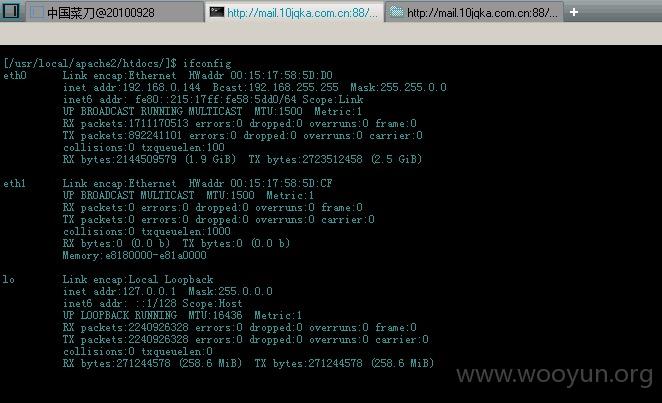 中国菜刀@20100928
http://mail.10jqka.com.cn:88/...
http://mail.10jqka.com.cn:88/...
+
[/usr/local/apache2/htdocs/]$ ifconfig
eth0 Link encap:Ethernet HWaddr 00:15:17:58:5D:D0
inet addr:192.168.0.144 Bcast:192.168.255.255 Mask:255.255.0.0
inet6 addr: fe80::215:17ff:fe58:5dd0/64 Scope:Link
UP BROADCAST RUNNING MULTICAST MTU:1500 Metric:1
RX packets:1711170513 errors:0 dropped:0 overruns:0 frame:0
TX packets:892241101 errors:0 dropped:0 overruns:0 carrier:0
collisions:0 txqueuelen:100
RX bytes:2144509579 (1.9 GiB) TX bytes:2723512458 (2.5 GiB)
eth1 Link encap:Ethernet HWaddr 00:15:17:58:5D:CF
UP BROADCAST MULTICAST MTU:1500 Metric:1
RX packets:0 errors:0 dropped:0 overruns:0 frame:0
TX packets:0 errors:0 dropped:0 overruns:0 carrier:0
collisions:0 txqueuelen:1000
RX bytes:0 (0.0 b) TX bytes:0 (0.0 b)
Memory:e8180000-e81a0000
lo Link encap:Local Loopback
inet addr:127.0.0.1 Mask:255.0.0.0
inet6 addr: ::1/128 Scope:Host
UP LOOPBACK RUNNING MTU:16436 Metric:1
RX packets:2240926328 errors:0 dropped:0 overruns:0 frame:0
TX packets:2240926328 errors:0 dropped:0 overruns:0 carrier:0
collisions:0 txqueuelen:0
RX bytes:271244578 (258.6 MiB) TX bytes:271244578 (258.6 MiB)
www.wooyun.org